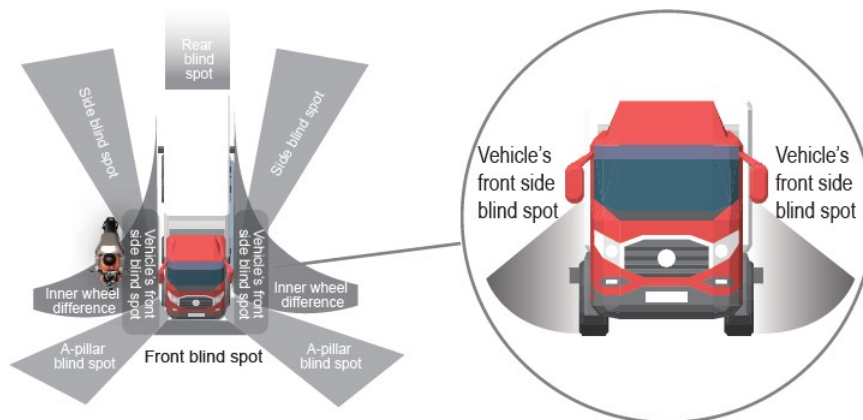 Rear
blind
spot
Side blind spot
Side blind spot
Vehicle's front
side blind spot
Vehicle's front
side blind spot
Inner wheel
difference
Inner wheel
difference
A-pillar
blind spot
A-pillar
blind spot
Front blind spot
Vehicle's
front side
blind spot
Vehicle's
front side
blind spot